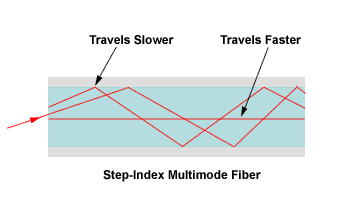 Travels Slower
Travels Faster
Step-Index Multimode Fiber